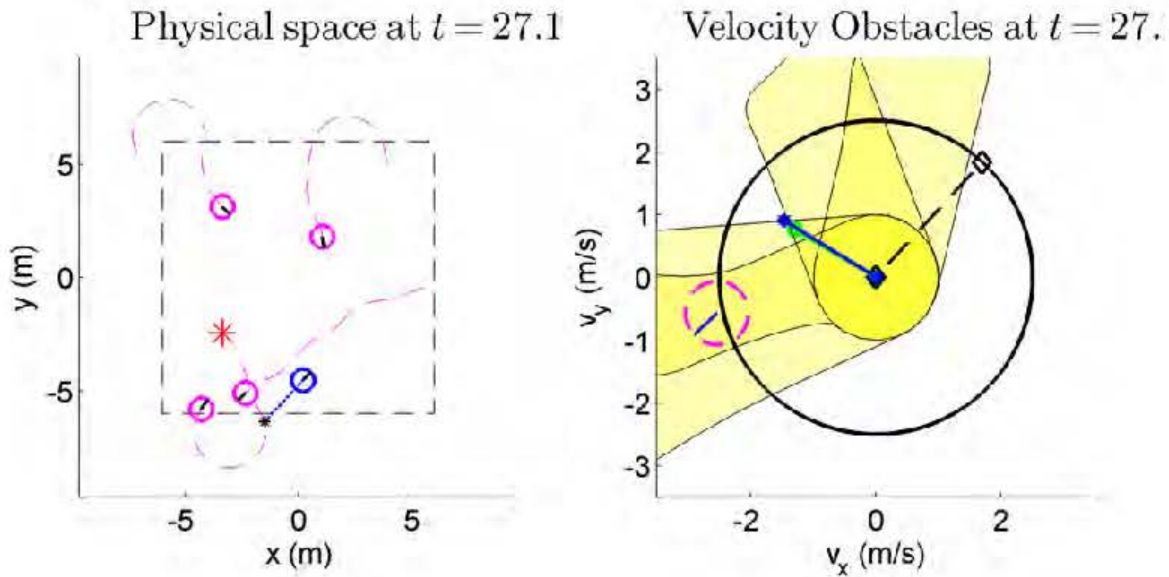 Physical space at t = 27.1
5
0
-5
y (m)
-5 0 5
x (m)
Velocity Obstacles at t = 27.
3
2
1
0
-1
-2
-3
v_y (m/s)
-2 0 2
v_x (m/s)